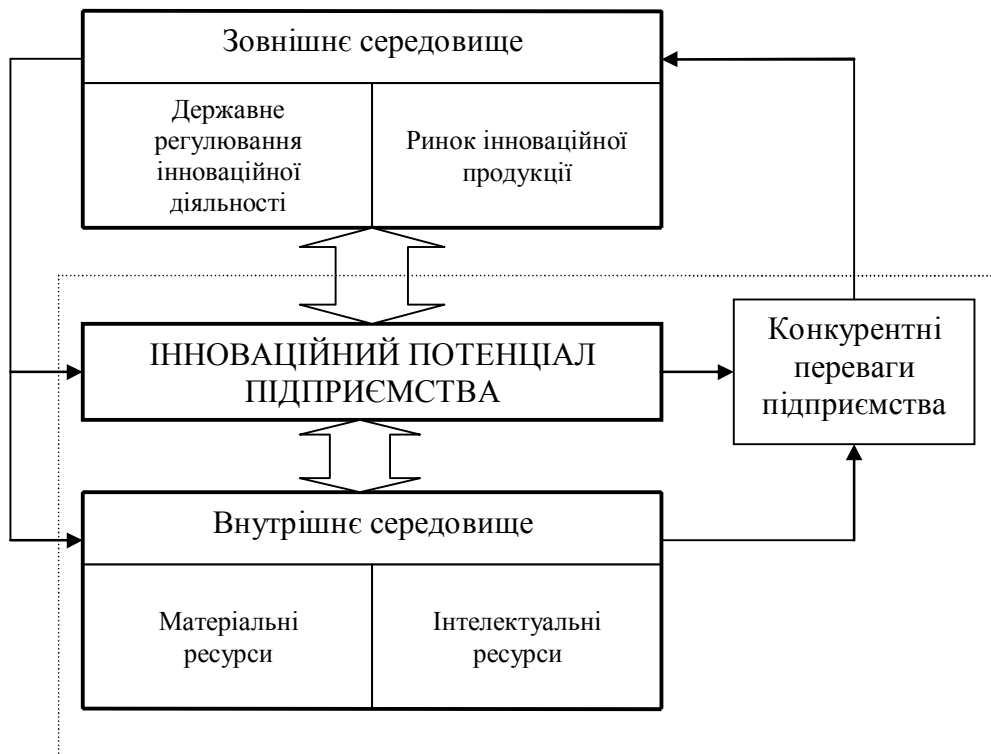 Зовнішнє середовище
Державне
регулювання
інноваційної
діяльності
Ринок інноваційної
продукції
ІННОВАЦІЙНИЙ ПОТЕНЦІАЛ
ПІДПРИЄМСТВА
Конкурентні
переваги
підприємства
Внутрішнє середовище
Матеріальні
ресурси
Інтелектуальні
ресурси